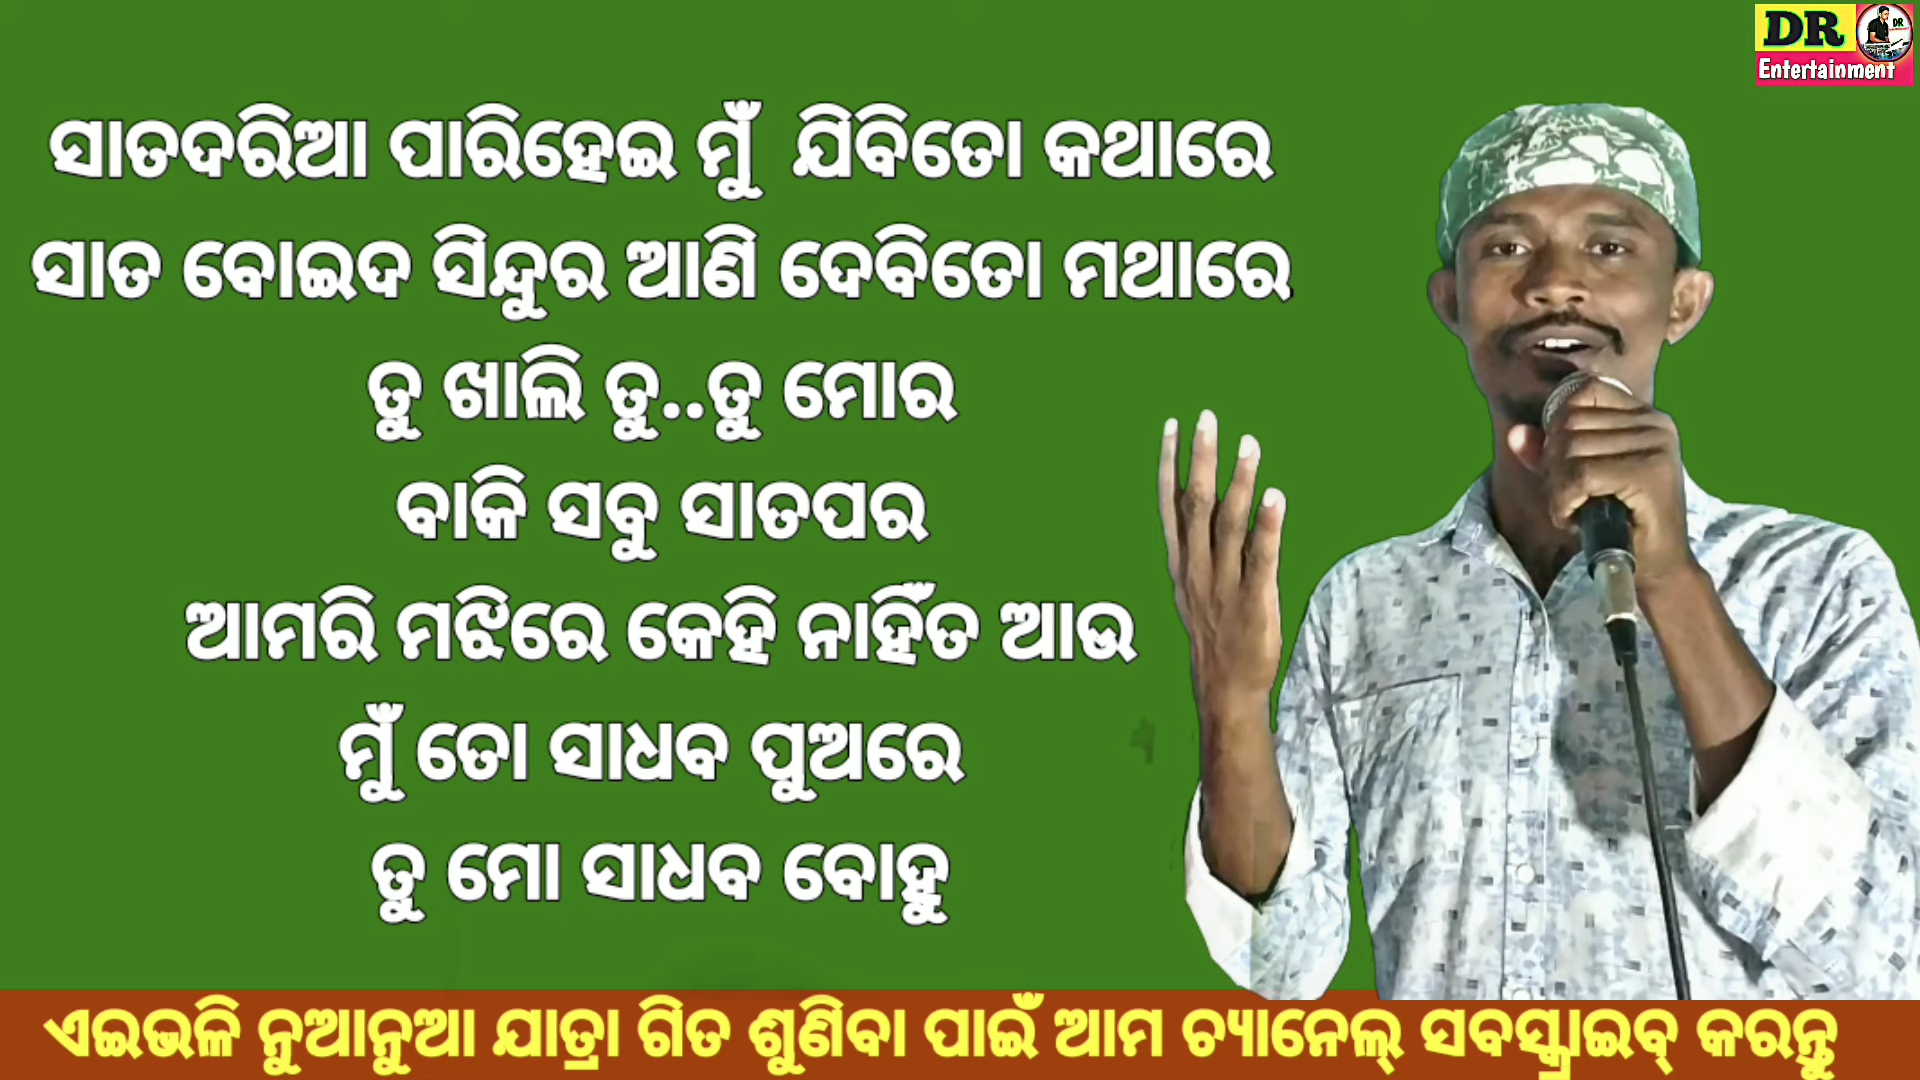 DR
Entertainment
ସାତଦରିଆ ପାରିହେଇ ମୁଁ ଯିବିତୋ କଥାରେ
ସାତ ବୋଇଦ ସିନ୍ଦୁର ଆଣି ଦେବିତୋ ମଥାରେ
ତୁ ଖାଲି ତୁ..ତୁ ମୋର
ବାକି ସବୁ ସାତପର
ଆମରି ମଝିରେ କେହି ନାହିଁତ ଆଉ
ମୁଁ ତୋ ସାଧବ ପୁଅରେ
ତୁ ମୋ ସାଧବ ବୋହୁ
ଏଇଭଳି ନୁଆନୁଆ ଯାତ୍ରା ଗିତ ଶୁଣିବା ପାଇଁ ଆମ ଚ୍ୟାନେଲ୍ ସବସ୍କ୍ରାଇବ୍ କରନ୍ତୁ